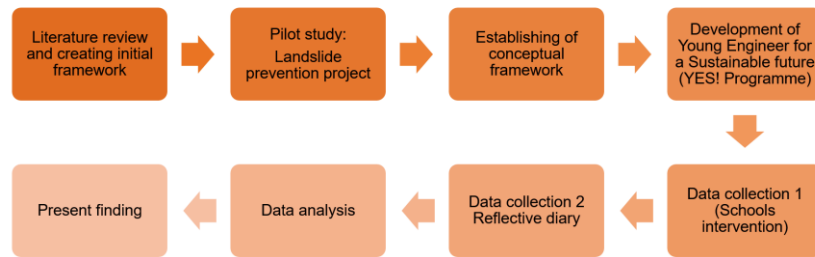 Literature review
and creating initial
framework
Pilot study:
Landslide
prevention project
Establishing of
conceptual
framework
Development of
Young Engineer for
a Sustainable future
(YES! Programme)
Data collection 1
(Schools
intervention)
Data collection 2
Reflective diary
Data analysis
Present finding